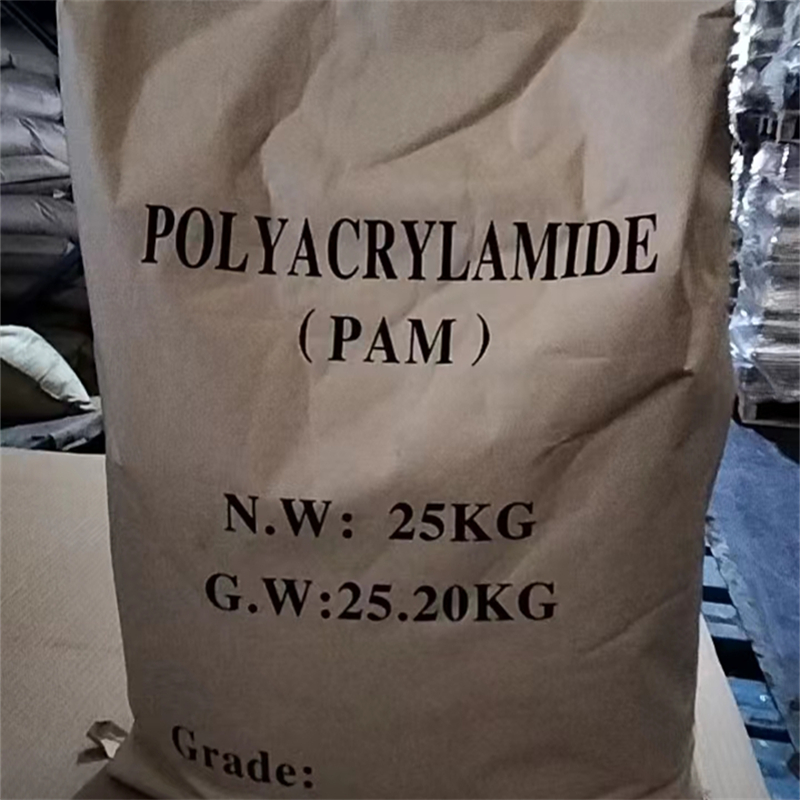 POLYACRYLAMIDE
(PAM)
N.W: 25KG
G.W:25.20KG
Grade: